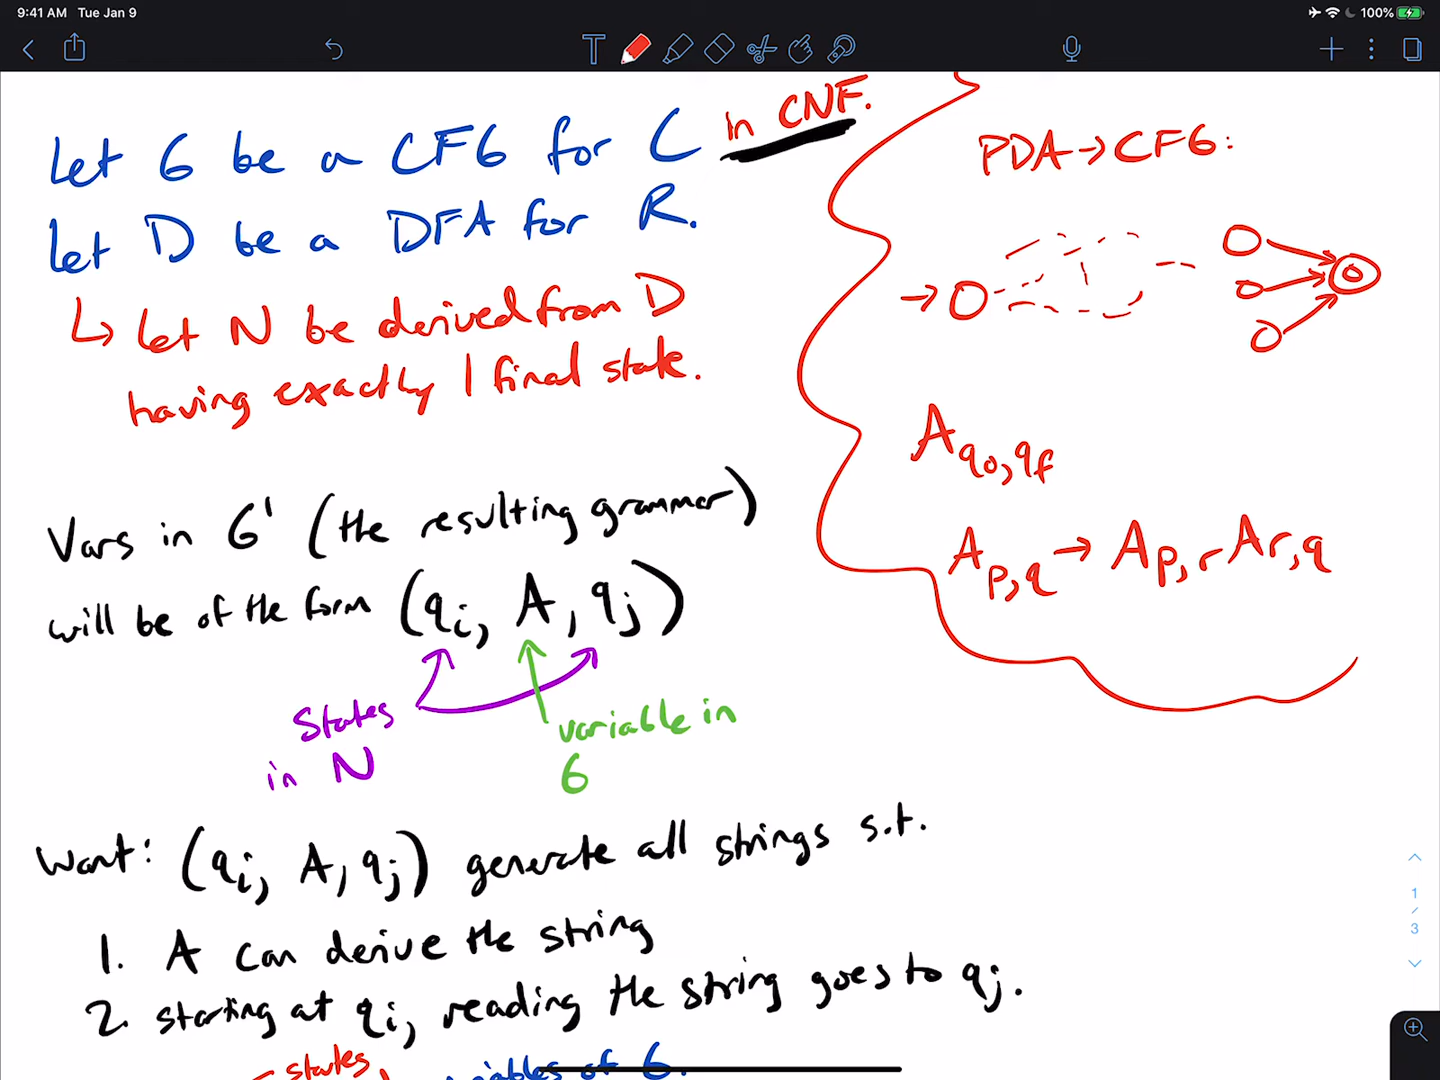 9:41 AM Tue Jan 9
100%
Let G be a CFG for C in CNF.
Let D be a DFA for R.
↳ Let N be derived from D
having exactly 1 final state.
Vars in G' (the resulting grammar)
will be of the form (qi, A, qj)
States
in N
variable in
G
Want: (qi, A, qj) generate all strings s.t.
1. A can derive the string
2. starting at qi, reading the string goes to qj.
states
variables of G.
PDA→CFG:
A q0,qf
A p,q → A p,r A r,q
1
/
3